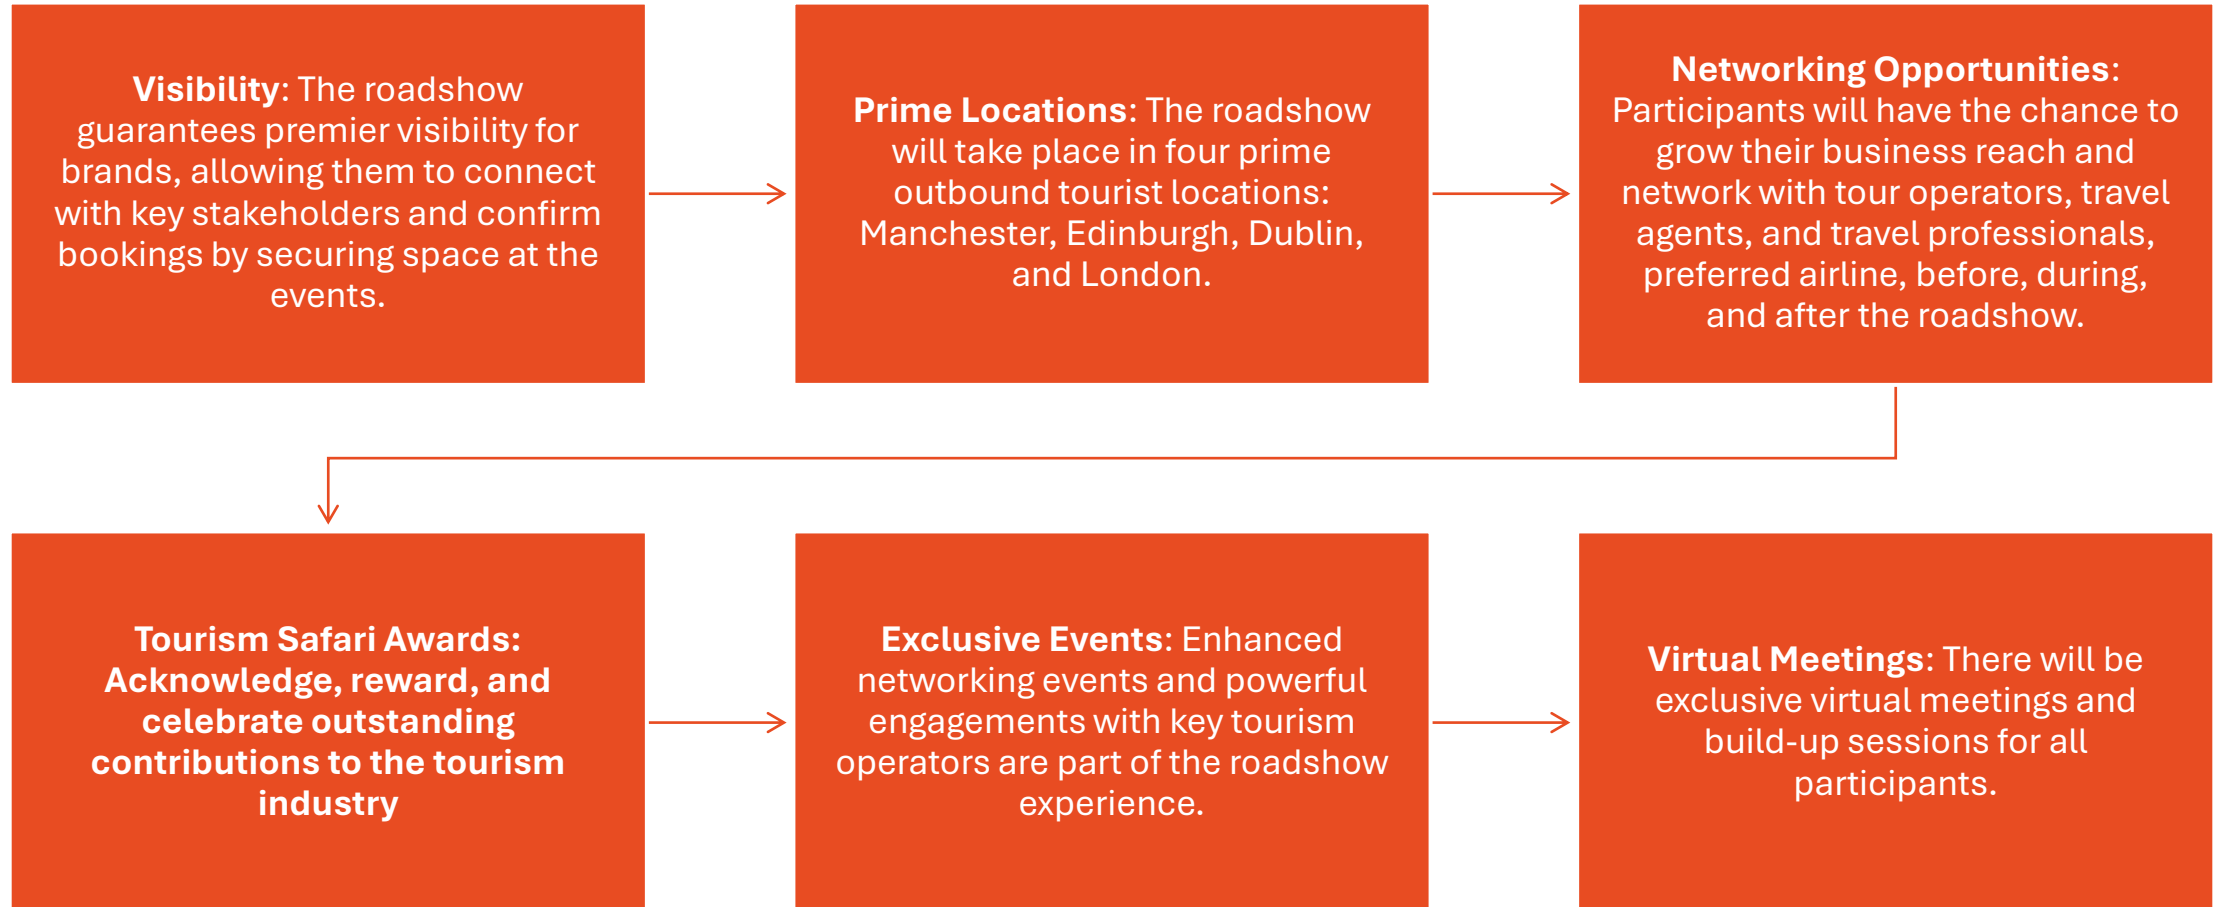 Visibility: The roadshow
guarantees premier visibility for
brands, allowing them to connect
with key stakeholders and confirm
bookings by securing space at the
events.
Prime Locations: The roadshow
will take place in four prime
outbound tourist locations:
Manchester, Edinburgh, Dublin,
and London.
Networking Opportunities:
Participants will have the chance to
grow their business reach and
network with tour operators, travel
agents, and travel professionals,
preferred airline, before, during,
and after the roadshow.
Tourism Safari Awards:
Acknowledge, reward, and
celebrate outstanding
contributions to the tourism
industry
Exclusive Events: Enhanced
networking events and powerful
engagements with key tourism
operators are part of the roadshow
experience.
Virtual Meetings: There will be
exclusive virtual meetings and
build-up sessions for all
participants.